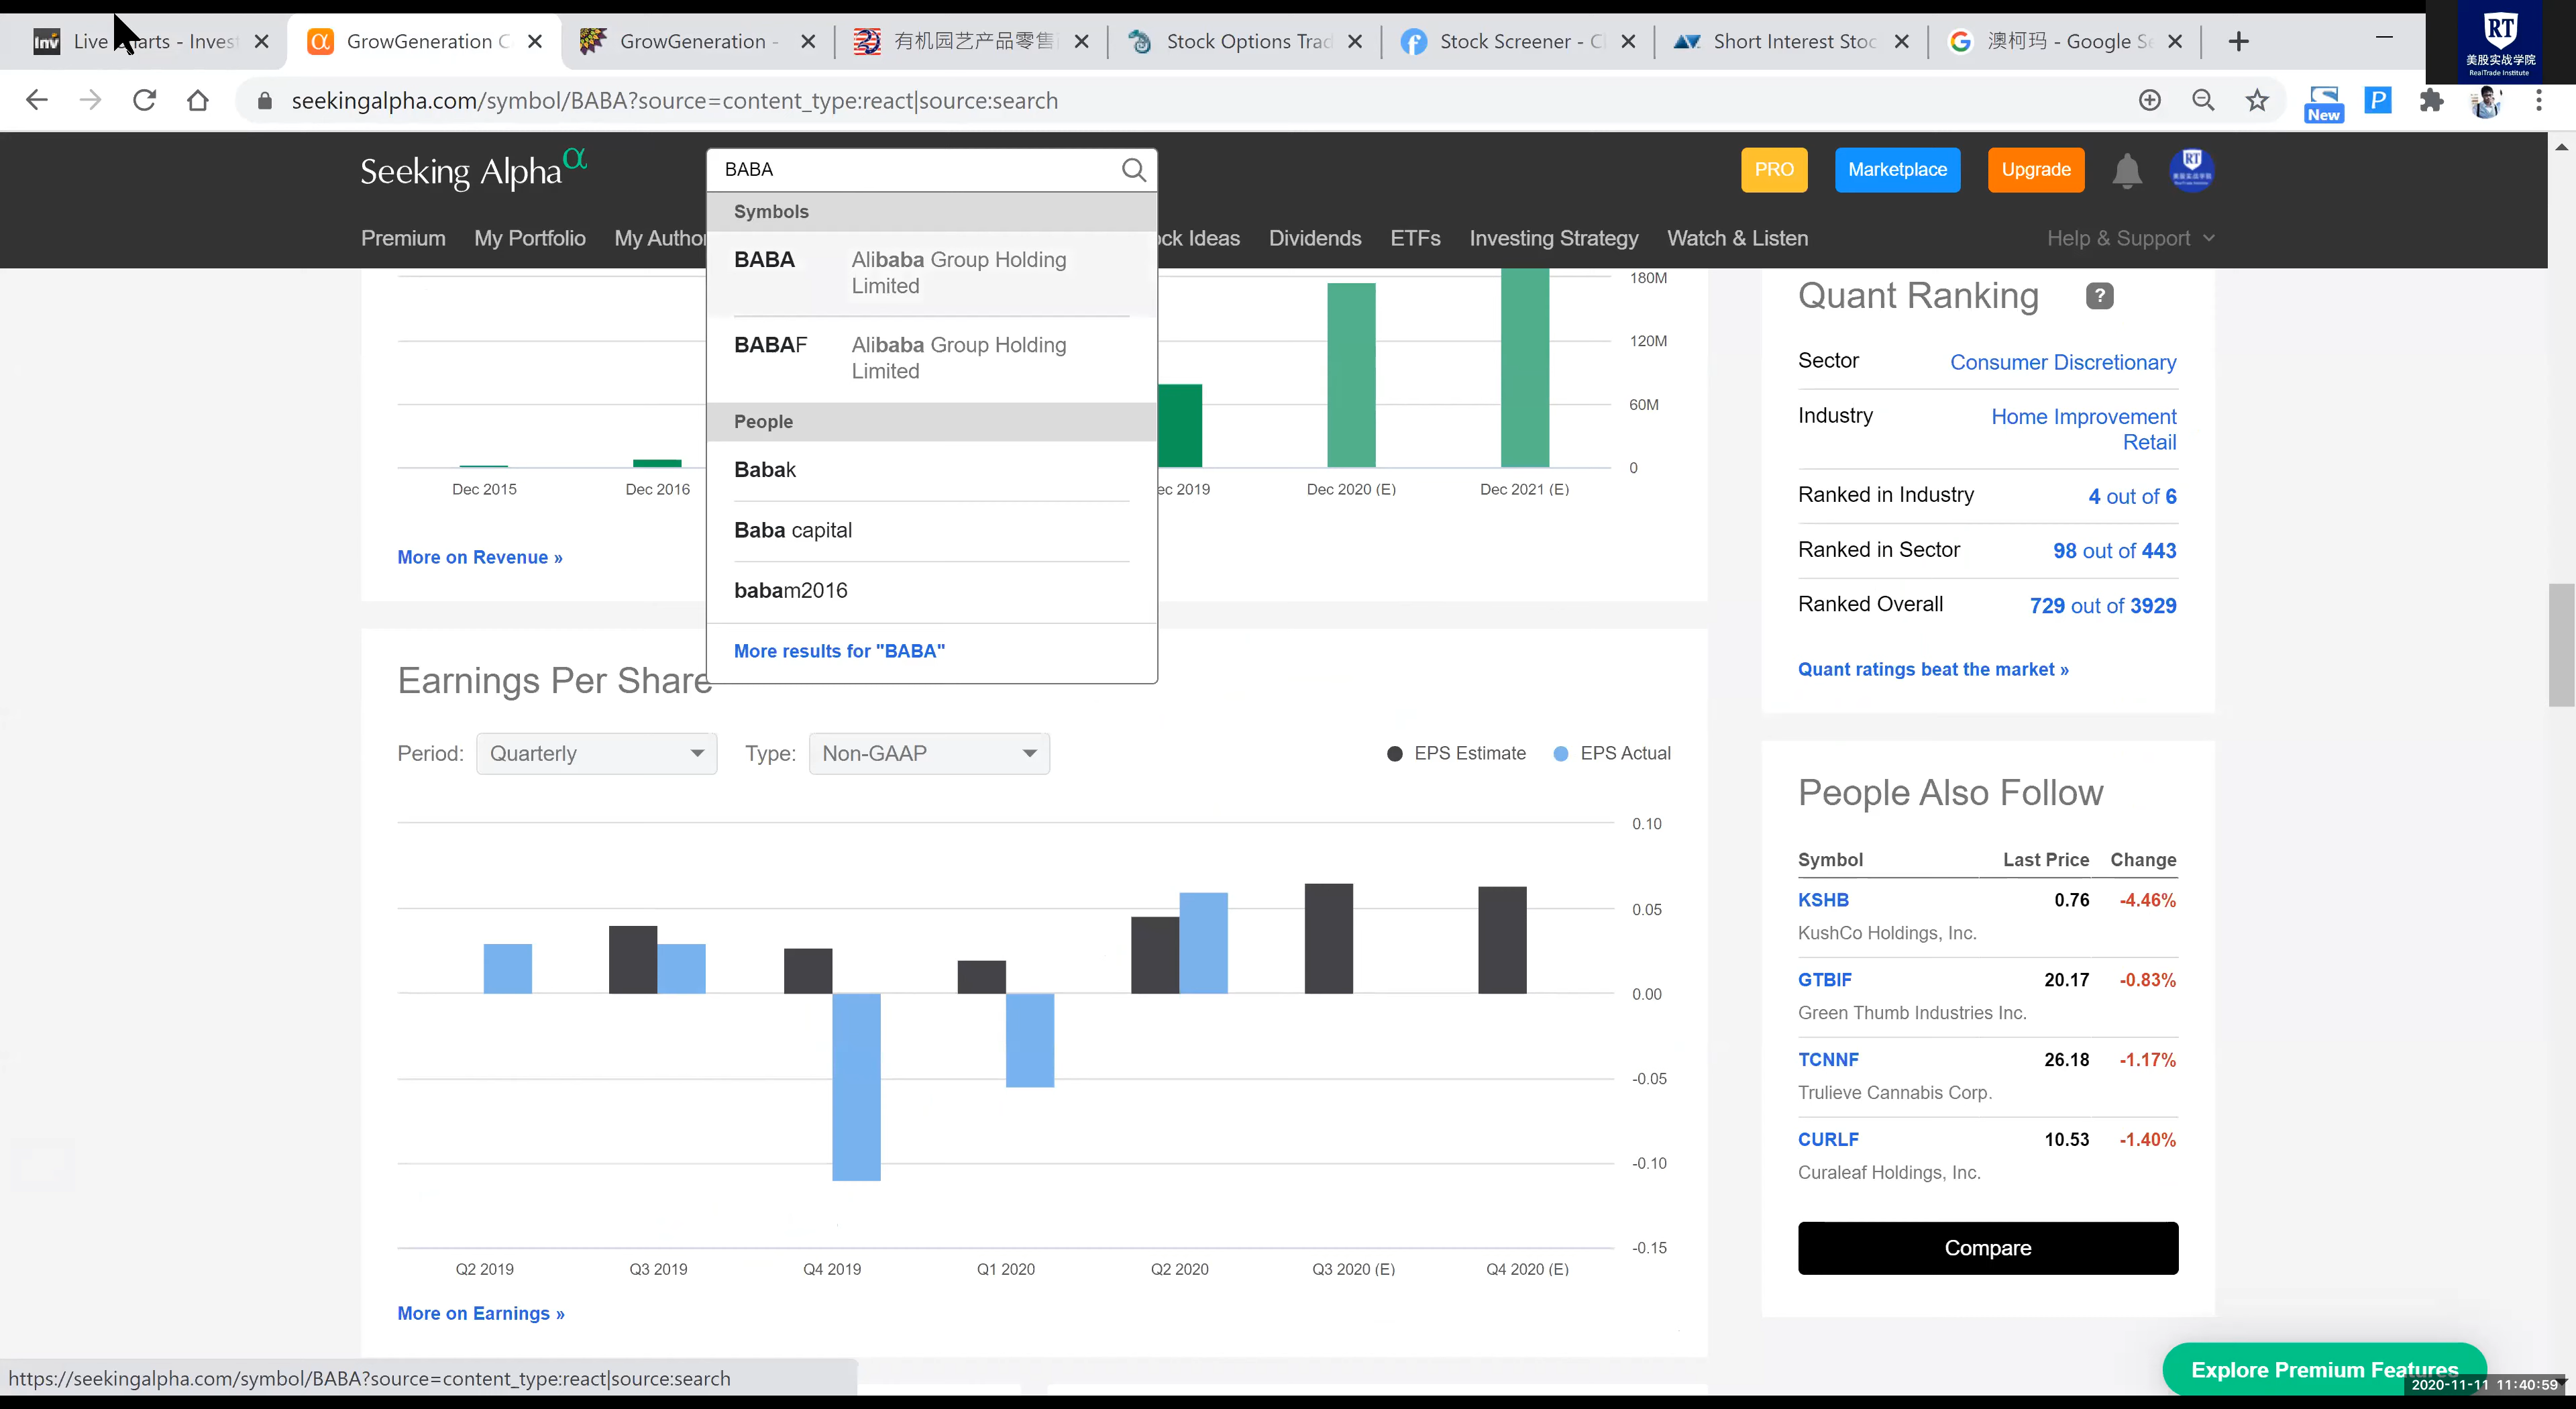 Live
arts - Invest
GrowGeneration C
GrowGeneration -
有机园艺产品零售
Stock Options Trad
Stock Screener - C
Short Interest Stoc
澳柯玛 - Google Se
RT
美股实战学院
RealTrade Institute
seekingalpha.com/symbol/BABA?source=content_type:react|source:search
New
P
Seeking Alpha α
BABA
PRO
Marketplace
Upgrade
Premium
My Portfolio
My Author
ock Ideas
Dividends
ETFs
Investing Strategy
Watch & Listen
Help & Support
Symbols
BABA Alibaba Group Holding
Limited
BABAF Alibaba Group Holding
Limited
People
Babak
Baba capital
babam2016
More results for "BABA"
180M
120M
60M
0
Dec 2015
Dec 2016
ec 2019
Dec 2020 (E)
Dec 2021 (E)
More on Revenue »
Quant Ranking ?
Sector Consumer Discretionary
Industry Home Improvement
Retail
Ranked in Industry 4 out of 6
Ranked in Sector 98 out of 443
Ranked Overall 729 out of 3929
Quant ratings beat the market »
Earnings Per Share
Period: Quarterly Type: Non-GAAP
EPS Estimate EPS Actual
0.10
0.05
0.00
-0.05
-0.10
-0.15
Q2 2019
Q3 2019
Q4 2019
Q1 2020
Q2 2020
Q3 2020 (E)
Q4 2020 (E)
More on Earnings »
People Also Follow
Symbol Last Price Change
KSHB 0.76 -4.46%
KushCo Holdings, Inc.
GTBIF 20.17 -0.83%
Green Thumb Industries Inc.
TCNNF 26.18 -1.17%
Trulieve Cannabis Corp.
CURLF 10.53 -1.40%
Curaleaf Holdings, Inc.
Compare
Explore Premium Features
https://seekingalpha.com/symbol/BABA?source=content_type:react|source:search
2020-11-11 11:40:59